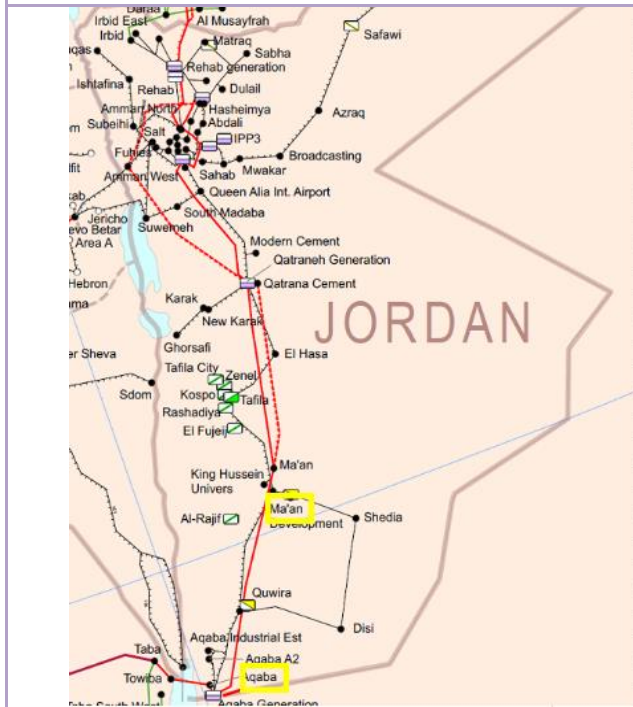 Daraa
Irbid East
Al Musayfrah
Irbid
Matraq
Safawi
Sabha
Rehab generation
Ishtafina
Rehab
Dulail
Amman North
Hasheimya
Azraq
Subeihi
Abdali
Salt
IPP3
Fuhies
Broadcasting
Amman West
Sahab
Mwakar
Queen Alia Int. Airport
Jericho
South Madaba
Suwemeh
evo Betar
Area A
Modern Cement
Qatraneh Generation
Hebron
Qatrana Cement
Karak
New Karak
JORDAN
Ghorsafi
El Hasa
er Sheva
Tafila City
Zenel
Sdom
Kospo
Tafila
Rashadiya
El Fujeij
Ma'an
King Hussein
Univers
Ma'an
Development
Al-Rajif
Shedia
Quwira
Disi
Aqaba Industrial Est
Taba
Aqaba A2
Towiba
Aqaba
Aqaba Generation